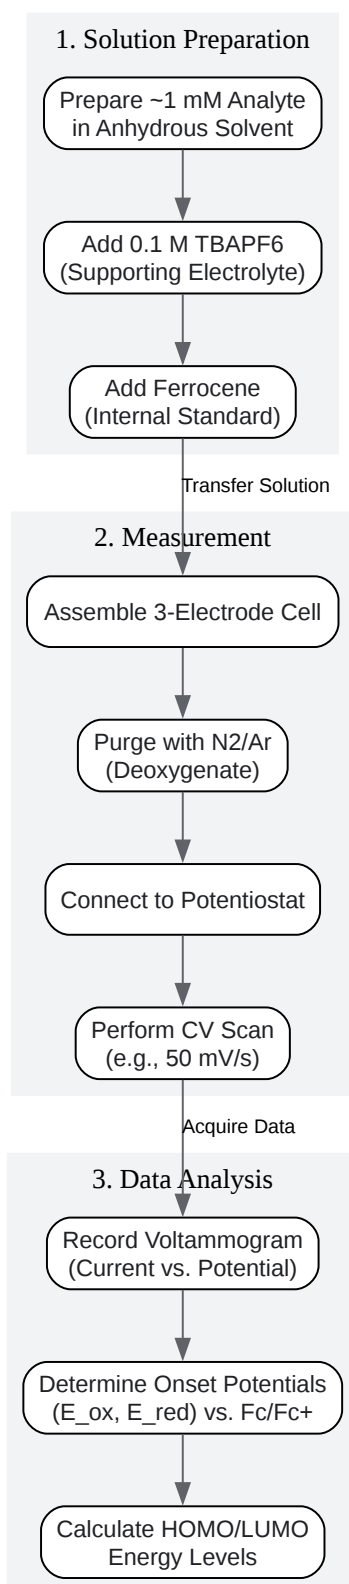 1. Solution Preparation
Prepare ~1 mM Analyte
in Anhydrous Solvent
Add 0.1 M TBAPF6
(Supporting Electrolyte)
Add Ferrocene
(Internal Standard)
Transfer Solution
2. Measurement
Assemble 3-Electrode Cell
Purge with N2/Ar
(Deoxygenate)
Connect to Potentiostat
Perform CV Scan
(e.g., 50 mV/s)
Acquire Data
3. Data Analysis
Record Voltammogram
(Current vs. Potential)
Determine Onset Potentials
(E_ox, E_red) vs. Fc/Fc+
Calculate HOMO/LUMO
Energy Levels